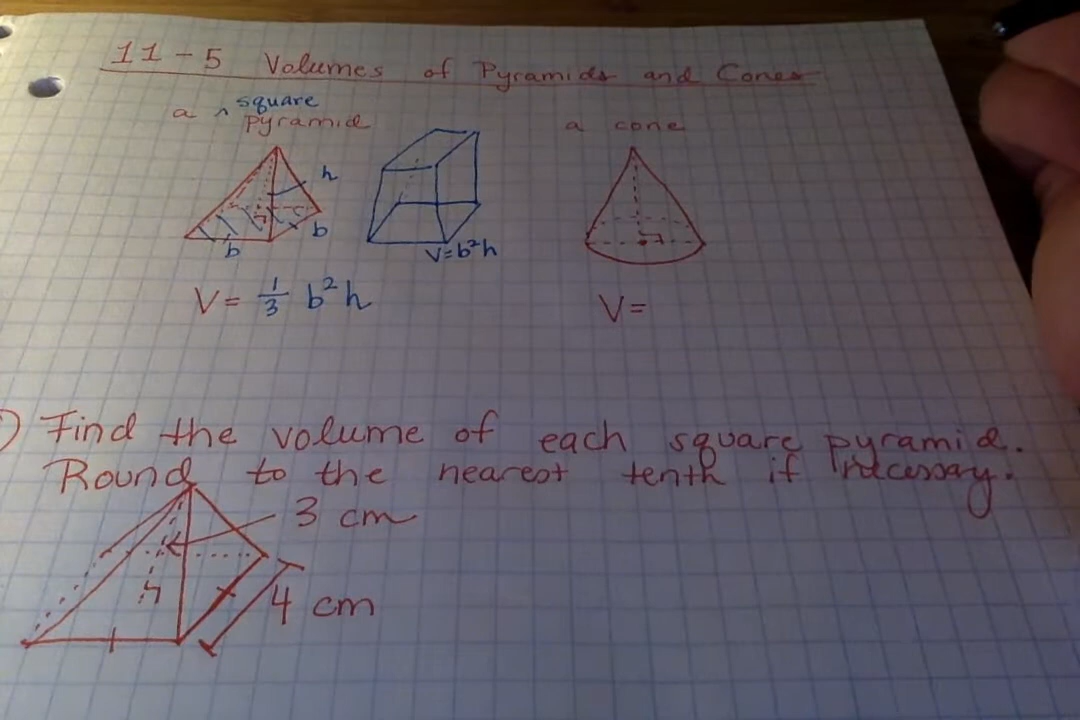 11-5 Volumes of Pyramids and Cones
a ^ square pyramid
h
b
b
V=b²h
V= 1/3 b²h
a cone
V=
) Find the volume of each square pyramid.
Round to the nearest tenth if necessary.
3 cm
4 cm